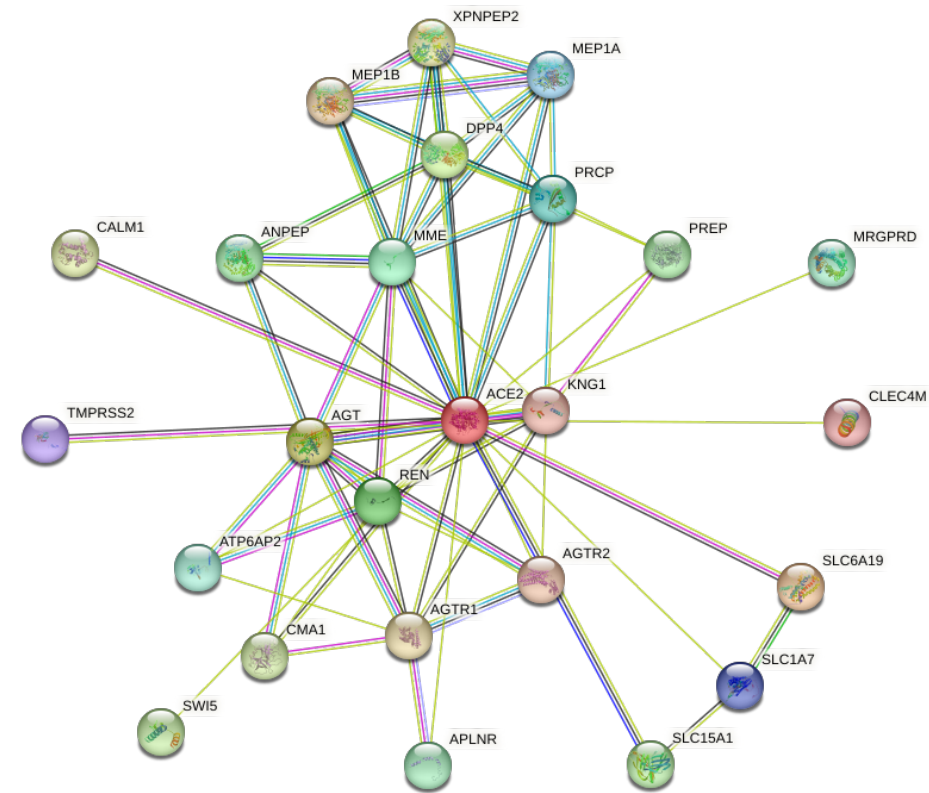 XPNPEP2
MEP1A
MEP1B
DPP4
PRCP
CALM1
ANPEP
MME
PREP
MRGPRD
ACE2
KNG1
CLEC4M
TMPRSS2
AGT
REN
ATP6AP2
AGTR2
SLC6A19
AGTR1
CMA1
SLC1A7
SWI5
APLNR
SLC15A1